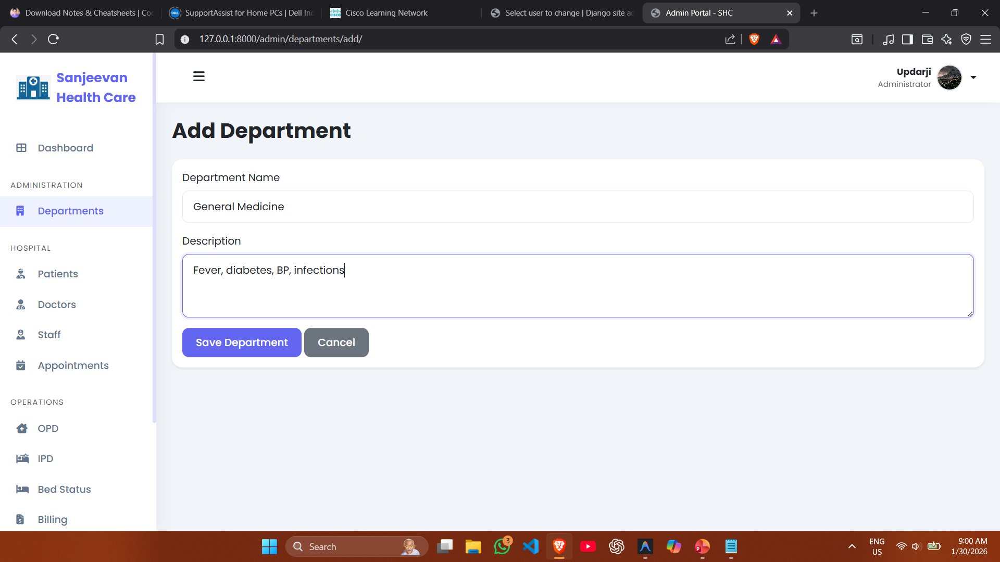 Download Notes & Cheatsheets | Co
SupportAssist for Home PCs | Dell In
Cisco Learning Network
Select user to change | Django site a
Admin Portal - SHC
127.0.0.1:8000/admin/departments/add/
Sanjeevan
Health Care
Updarji
Administrator
Add Department
Dashboard
ADMINISTRATION
Departments
HOSPITAL
Patients
Doctors
Staff
Appointments
OPERATIONS
OPD
IPD
Bed Status
Billing
Department Name
General Medicine
Description
Fever, diabetes, BP, infections
Save Department
Cancel
Search
3
ENG
US
9:00 AM
1/30/2026